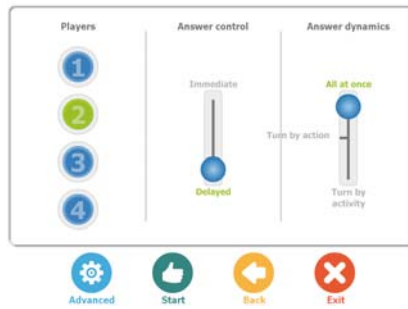 Players
Answer control
Answer dynamics
1
2
3
4
Immediate
Delayed
All at once
Turn by action
Turn by
activity
Advanced
Start
Back
Exit